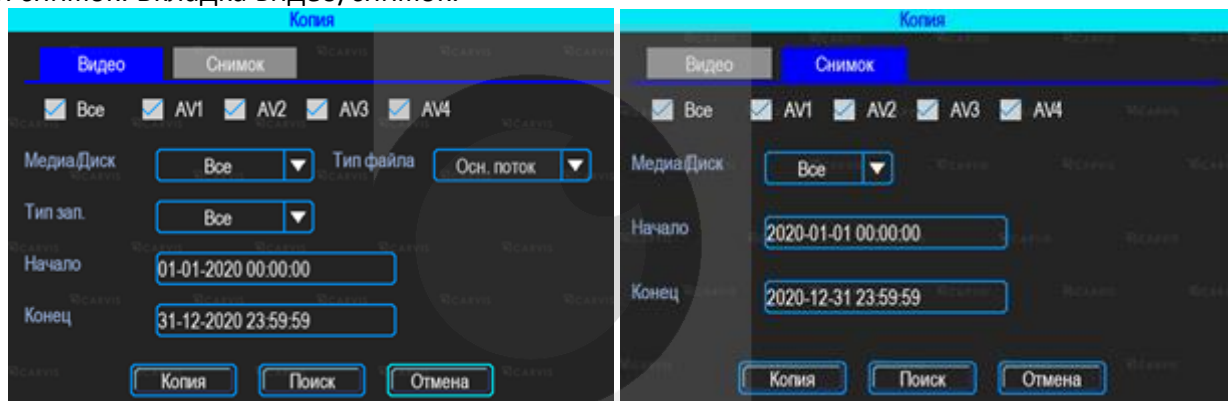 Копия
Видео Снимок
Все AV1 AV2 AV3 AV4
Медиа/Диск Все Тип файла Осн. поток
Тип зап. Все
Начало 01-01-2020 00:00:00
Конец 31-12-2020 23:59:59
Копия Поиск Отмена
Копия
Видео Снимок
Все AV1 AV2 AV3 AV4
Медиа/Диск Все
Начало 2020-01-01 00:00:00
Конец 2020-12-31 23:59:59
Копия Поиск Отмена